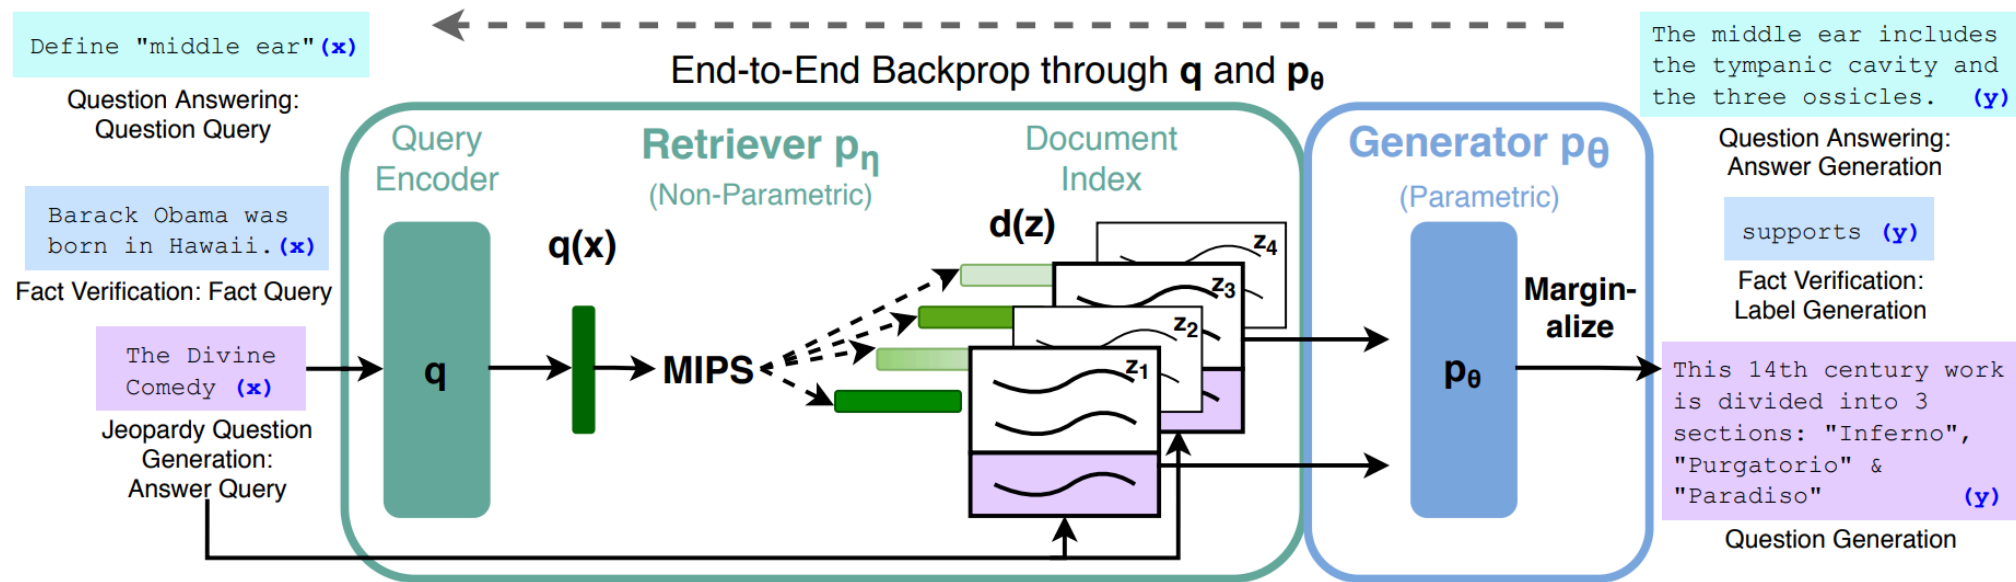 Define "middle ear"(x)
Question Answering:
Question Query
Barack Obama was
born in Hawaii.(x)
Fact Verification: Fact Query
The Divine
Comedy (x)
Jeopardy Question
Generation:
Answer Query
End-to-End Backprop through q and pθ
Query
Encoder
Retriever pη
(Non-Parametric)
Document
Index
q
q(x)
MIPS
d(z)
z4
z3
z2
z1
Generator pθ
(Parametric)
pθ
Margin-
alize
The middle ear includes
the tympanic cavity and
the three ossicles. (y)
Question Answering:
Answer Generation
supports (y)
Fact Verification:
Label Generation
This 14th century work
is divided into 3
sections: "Inferno",
"Purgatorio" &
"Paradiso" (y)
Question Generation